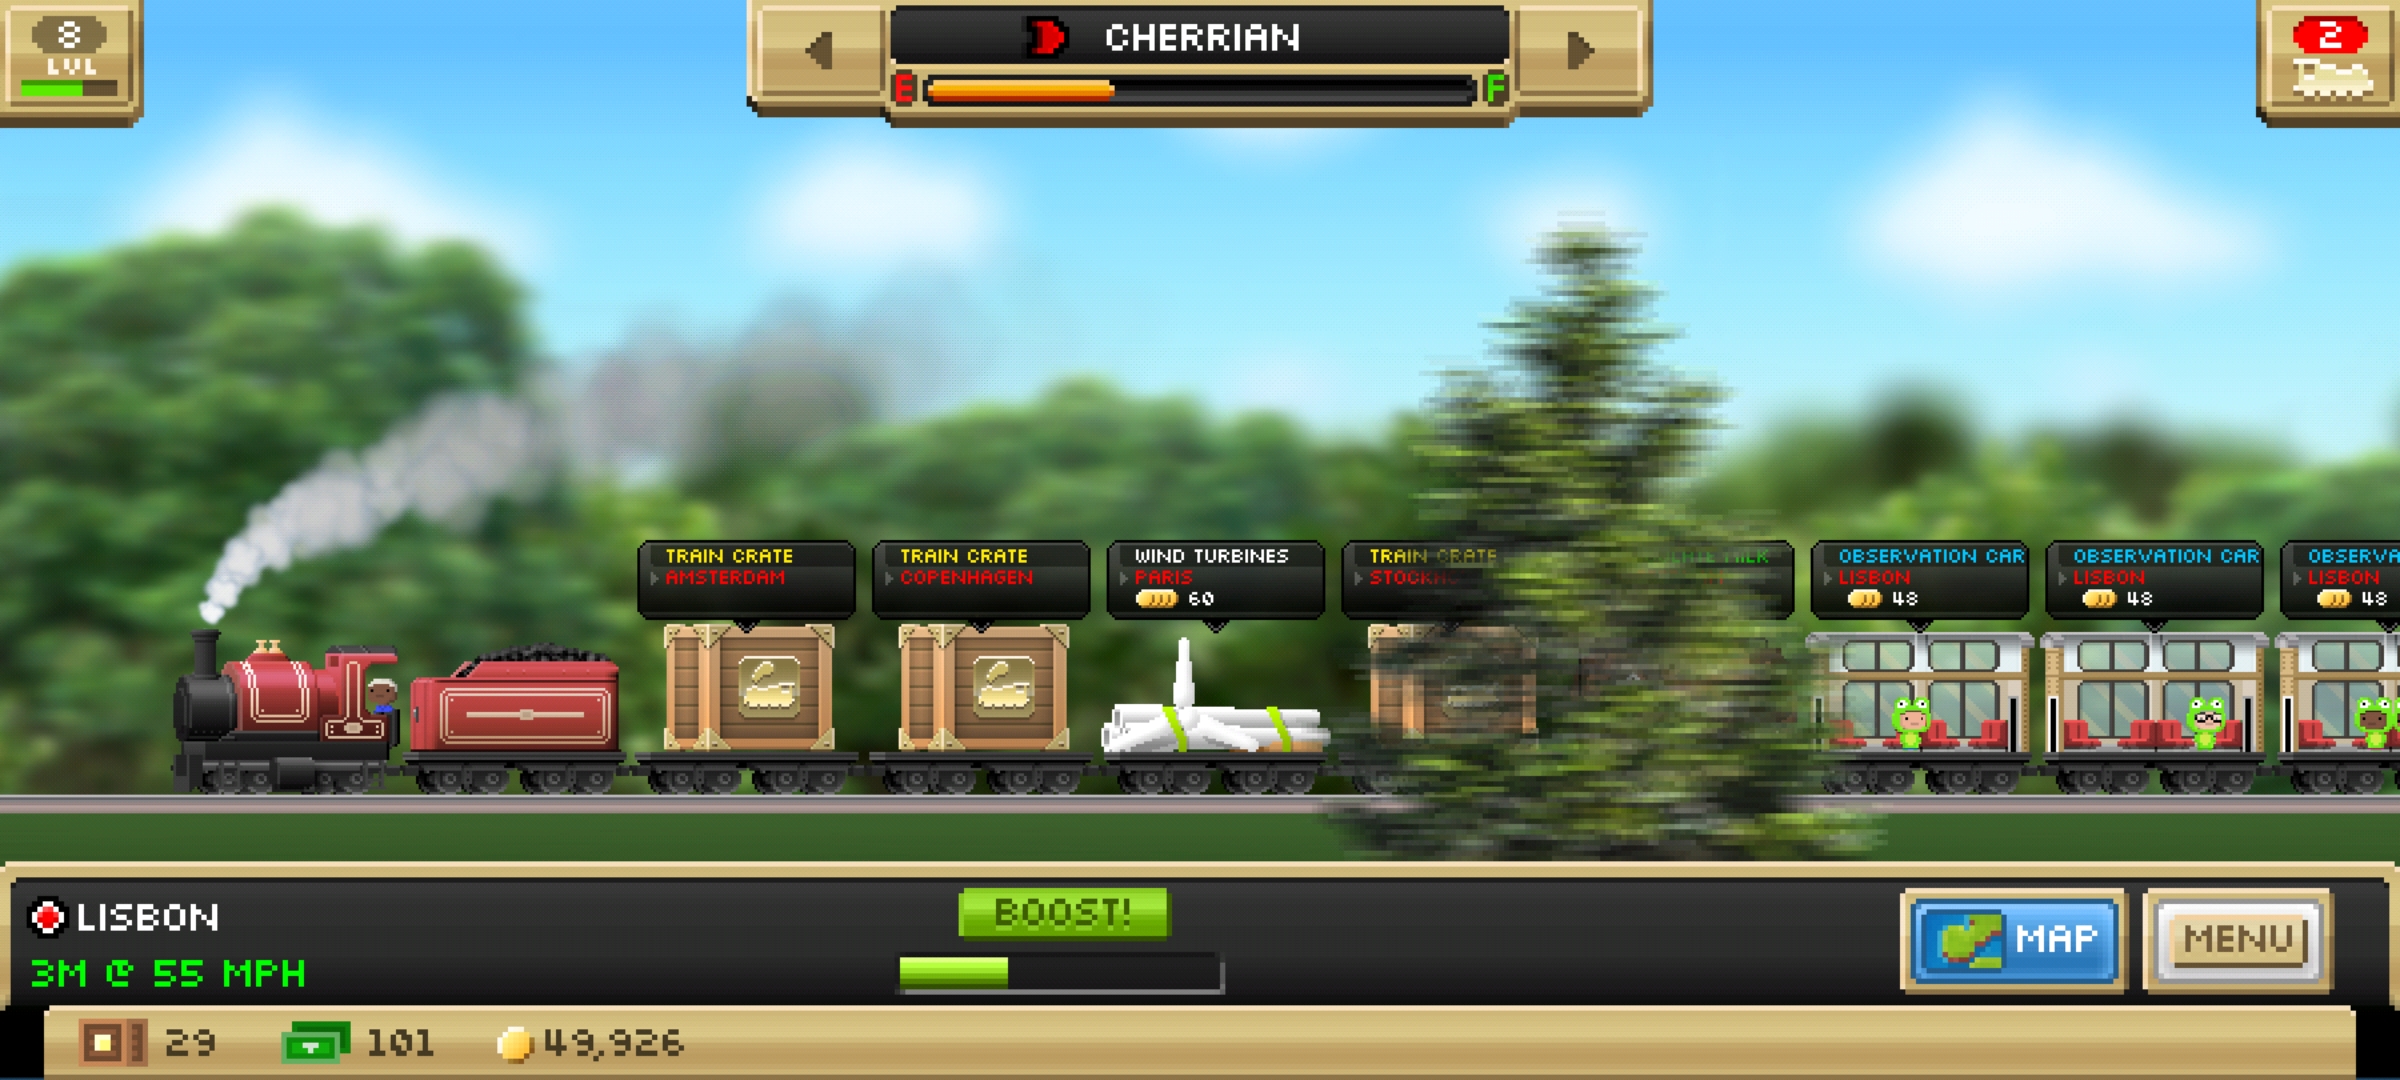 8
LVL
CHERRIAN
E F
2
TRAIN CRATE
AMSTERDAM
TRAIN CRATE
COPENHAGEN
WIND TURBINES
PARIS
60
TRAIN CRATE
OBSERVATION CAR
LISBON
48
OBSERVATION CAR
LISBON
48
OBSERVA
LISBON
48
LISBON
3M @ 55 MPH
BOOST!
MAP
MENU
29
101
49,926